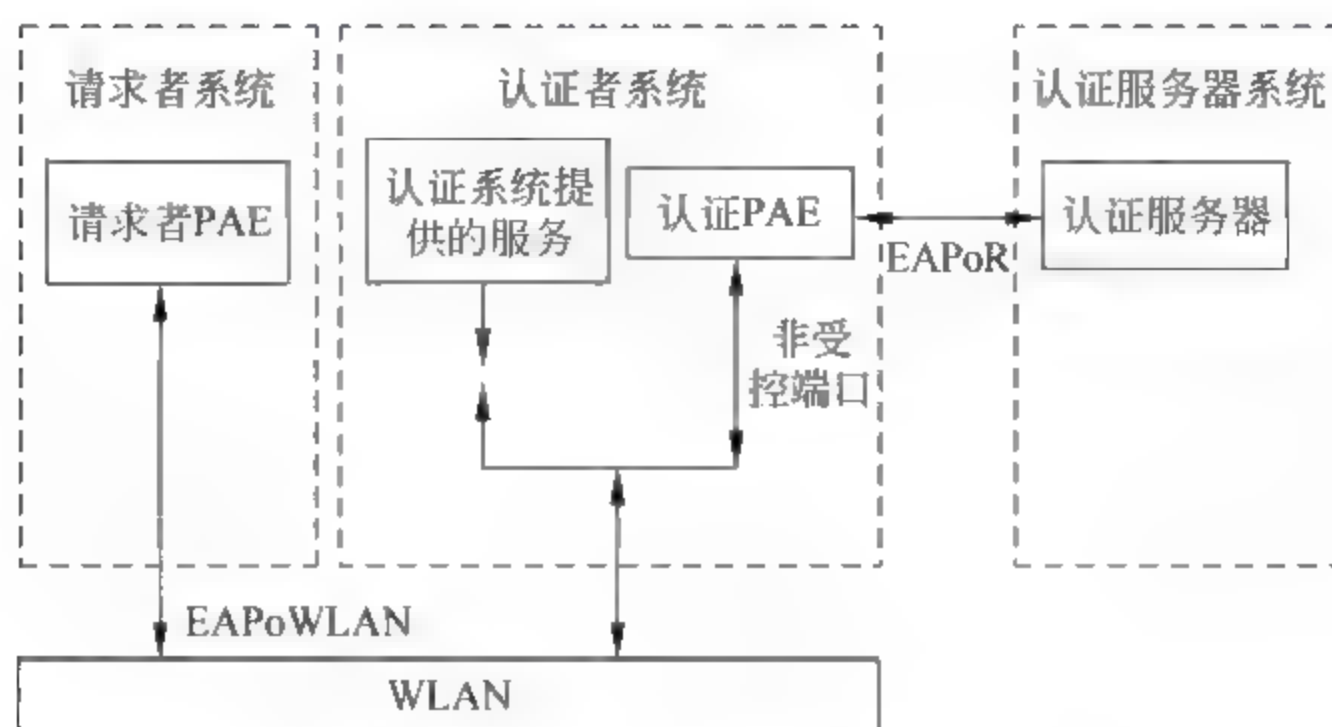 请求者系统
认证者系统
认证服务器系统
请求者PAE
认证系统提
供的服务
认证PAE
认证服务器
EAPoR
非受
控端口
EAPoWLAN
WLAN